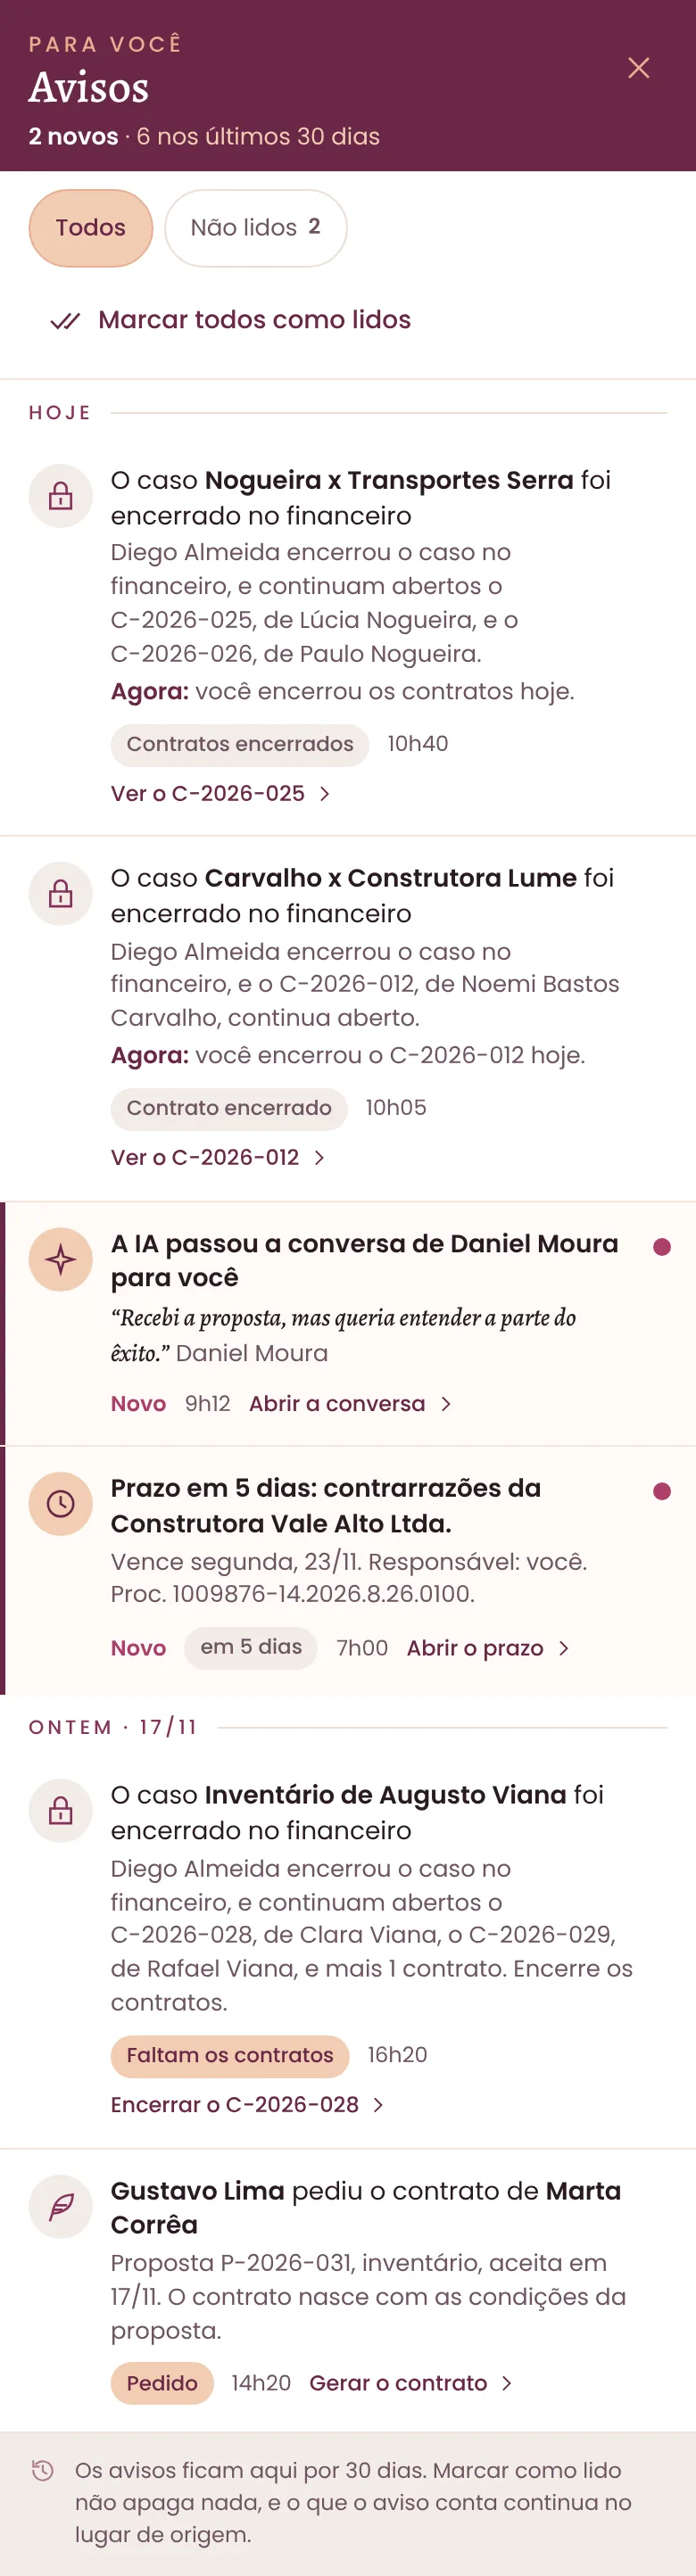 PARA VOCÊ
Avisos
2 novos · 6 nos últimos 30 dias
Todos
Não lidos 2
Marcar todos como lidos
HOJE
O caso Nogueira x Transportes Serra foi
encerrado no financeiro
Diego Almeida encerrou o caso no
financeiro, e continuam abertos o
C-2026-025, de Lúcia Nogueira, e o
C-2026-026, de Paulo Nogueira.
Agora: você encerrou os contratos hoje.
Contratos encerrados 10h40
Ver o C-2026-025
O caso Carvalho x Construtora Lume foi
encerrado no financeiro
Diego Almeida encerrou o caso no
financeiro, e o C-2026-012, de Noemi Bastos
Carvalho, continua aberto.
Agora: você encerrou o C-2026-012 hoje.
Contrato encerrado 10h05
Ver o C-2026-012
A IA passou a conversa de Daniel Moura
para você
“Recebi a proposta, mas queria entender a parte do
êxito.” Daniel Moura
Novo 9h12 Abrir a conversa
Prazo em 5 dias: contrarrazões da
Construtora Vale Alto Ltda.
Vence segunda, 23/11. Responsável: você.
Proc. 1009876-14.2026.8.26.0100.
Novo em 5 dias 7h00 Abrir o prazo
ONTEM · 17/11
O caso Inventário de Augusto Viana foi
encerrado no financeiro
Diego Almeida encerrou o caso no
financeiro, e continuam abertos o
C-2026-028, de Clara Viana, o C-2026-029,
de Rafael Viana, e mais 1 contrato. Encerre os
contratos.
Faltam os contratos 16h20
Encerrar o C-2026-028
Gustavo Lima pediu o contrato de Marta
Corrêa
Proposta P-2026-031, inventário, aceita em
17/11. O contrato nasce com as condições da
proposta.
Pedido 14h20 Gerar o contrato
Os avisos ficam aqui por 30 dias. Marcar como lido
não apaga nada, e o que o aviso conta continua no
lugar de origem.